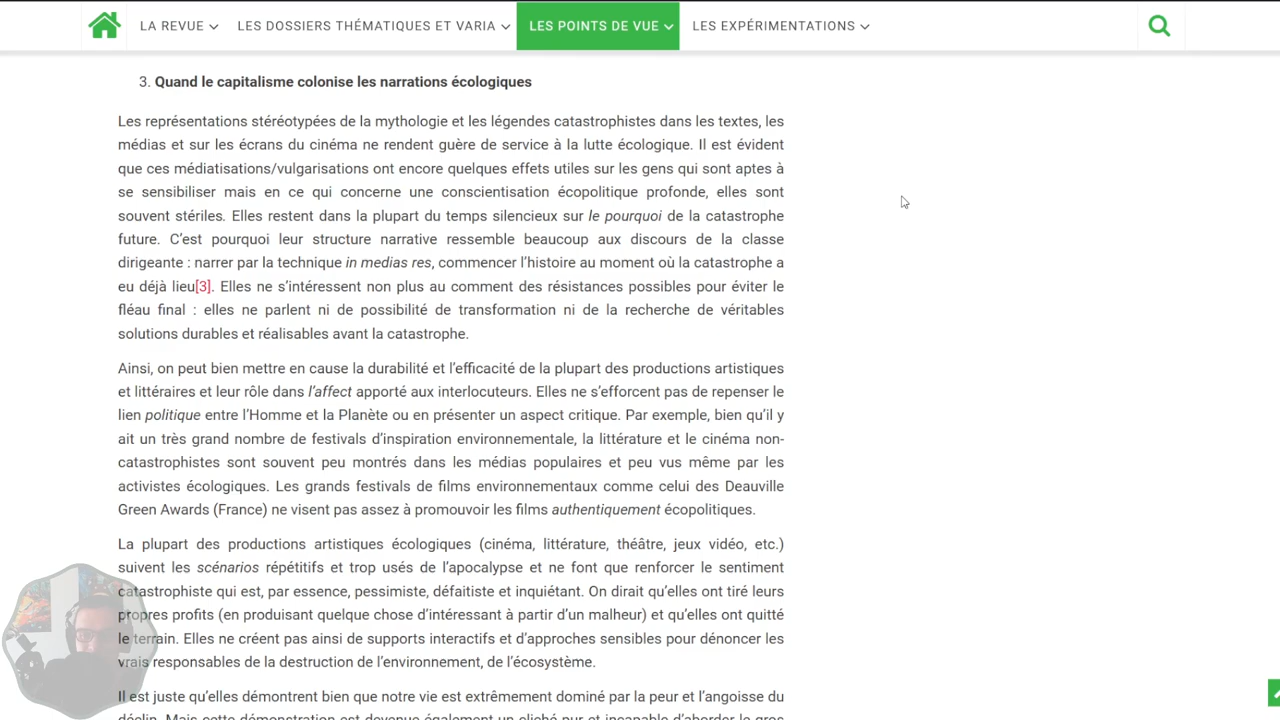 LA REVUE LES DOSSIERS THÉMATIQUES ET VARIA LES POINTS DE VUE LES EXPÉRIMENTATIONS
3. Quand le capitalisme colonise les narrations écologiques
Les représentations stéréotypées de la mythologie et les légendes catastrophistes dans les textes, les
médias et sur les écrans du cinéma ne rendent guère de service à la lutte écologique. Il est évident
que ces médiatisations/vulgarisations ont encore quelques effets utiles sur les gens qui sont aptes à
se sensibiliser mais en ce qui concerne une conscientisation écopolitique profonde, elles sont
souvent stériles. Elles restent dans la plupart du temps silencieux sur le pourquoi de la catastrophe
future. C’est pourquoi leur structure narrative ressemble beaucoup aux discours de la classe
dirigeante : narrer par la technique in medias res, commencer l’histoire au moment où la catastrophe a
eu déjà lieu[3]. Elles ne s’intéressent non plus au comment des résistances possibles pour éviter le
fléau final : elles ne parlent ni de possibilité de transformation ni de la recherche de véritables
solutions durables et réalisables avant la catastrophe.
Ainsi, on peut bien mettre en cause la durabilité et l’efficacité de la plupart des productions artistiques
et littéraires et leur rôle dans l’affect apporté aux interlocuteurs. Elles ne s’efforcent pas de repenser le
lien politique entre l’Homme et la Planète ou en présenter un aspect critique. Par exemple, bien qu’il y
ait un très grand nombre de festivals d’inspiration environnementale, la littérature et le cinéma non-
catastrophistes sont souvent peu montrés dans les médias populaires et peu vus même par les
activistes écologiques. Les grands festivals de films environnementaux comme celui des Deauville
Green Awards (France) ne visent pas assez à promouvoir les films authentiquement écopolitiques.
La plupart des productions artistiques écologiques (cinéma, littérature, théâtre, jeux vidéo, etc.)
suivent les scénarios répétitifs et trop usés de l’apocalypse et ne font que renforcer le sentiment
catastrophiste qui est, par essence, pessimiste, défaitiste et inquiétant. On dirait qu’elles ont tiré leurs
propres profits (en produisant quelque chose d’intéressant à partir d’un malheur) et qu’elles ont quitté
le terrain. Elles ne créent pas ainsi de supports interactifs et d’approches sensibles pour dénoncer les
vrais responsables de la destruction de l’environnement, de l’écosystème.
Il est juste qu’elles démontrent bien que notre vie est extrêmement dominé par la peur et l’angoisse du
déclin. Mais cette démonstration est devenue également un cliché pur et incapable d’aborder le gros